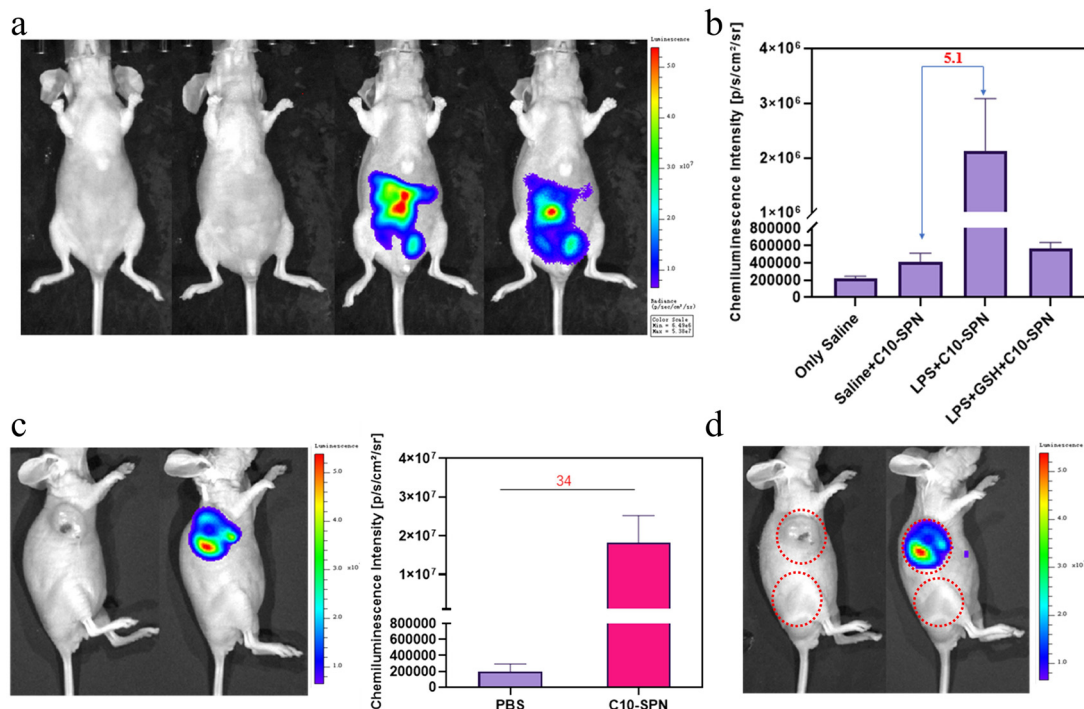 a
Luminescence
5.0
4.0
3.0
x10⁷
2.0
1.0
Radiance
(p/sec/cm²/sr)
Color Scale
Min = 6.49e6
Max = 5.38e7
b
Chemiluminescence Intensity [p/s/cm²/sr]
4×10⁶
3×10⁶
2×10⁶
1×10⁶
800000
600000
400000
200000
0
5.1
Only Saline
Saline+C10-SPN
LPS+C10-SPN
LPS+GSH+C10-SPN
c
Luminescence
5.0
4.0
3.0
2.0
1.0
Chemiluminescence Intensity [p/s/cm²/sr]
4×10⁷
3×10⁷
2×10⁷
1×10⁷
800000
600000
400000
200000
0
34
PBS
C10-SPN
d
Luminescence
5.0
4.0
3.0
2.0
1.0